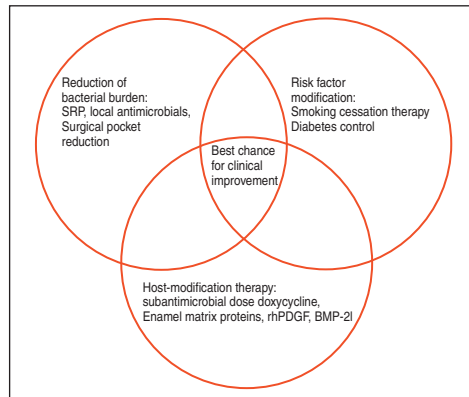 Reduction of
bacterial burden:
SRP, local antimicrobials,
Surgical pocket
reduction
Risk factor
modification:
Smoking cessation therapy
Diabetes control
Best chance
for clinical
improvement
Host-modification therapy:
subantimicrobial dose doxycycline,
Enamel matrix proteins, rhPDGF, BMP-2l